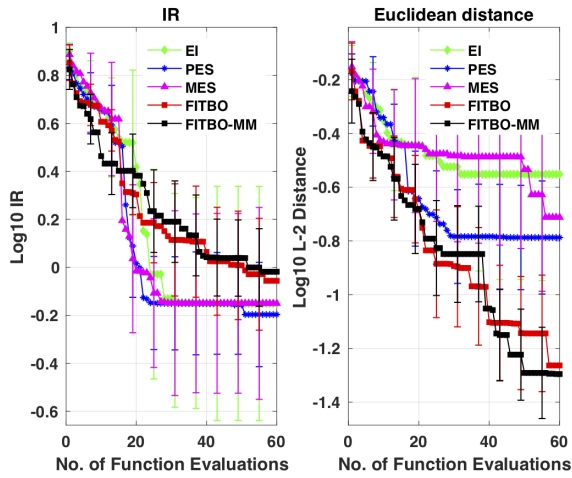 IR
Log10 IR
1
0.8
0.6
0.4
0.2
0
-0.2
-0.4
-0.6
EI
PES
MES
FITBO
FITBO-MM
0 20 40 60
No. of Function Evaluations
Euclidean distance
Log10 L-2 Distance
-0.2
-0.4
-0.6
-0.8
-1
-1.2
-1.4
EI
PES
MES
FITBO
FITBO-MM
0 20 40 60
No. of Function Evaluations